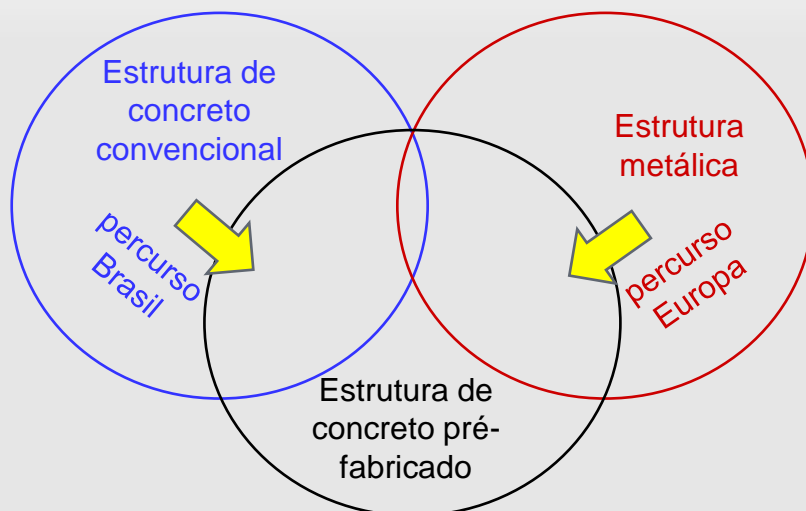 Estrutura de
concreto
convencional
percurso
Brasil
Estrutura
metálica
percurso
Europa
Estrutura de
concreto pré-
fabricado